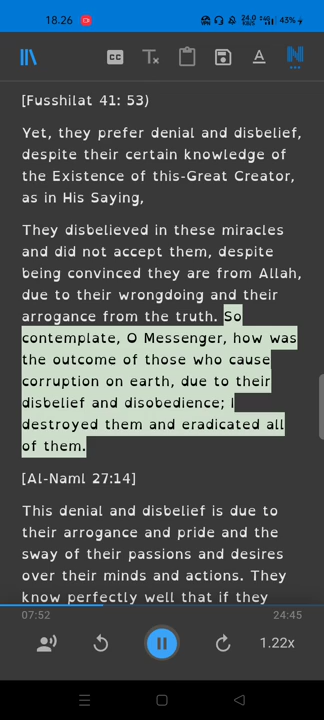 18.26
24.0 KB/s
43%
CC
[Fusshilat 41: 53)
Yet, they prefer denial and disbelief,
despite their certain knowledge of
the Existence of this-Great Creator,
as in His Saying,
They disbelieved in these miracles
and did not accept them, despite
being convinced they are from Allah,
due to their wrongdoing and their
arrogance from the truth. So
contemplate, O Messenger, how was
the outcome of those who cause
corruption on earth, due to their
disbelief and disobedience; I
destroyed them and eradicated all
of them.
[Al-Naml 27:14]
This denial and disbelief is due to
their arrogance and pride and the
sway of their passions and desires
over their minds and actions. They
know perfectly well that if they
07:52
24:45
1.22x